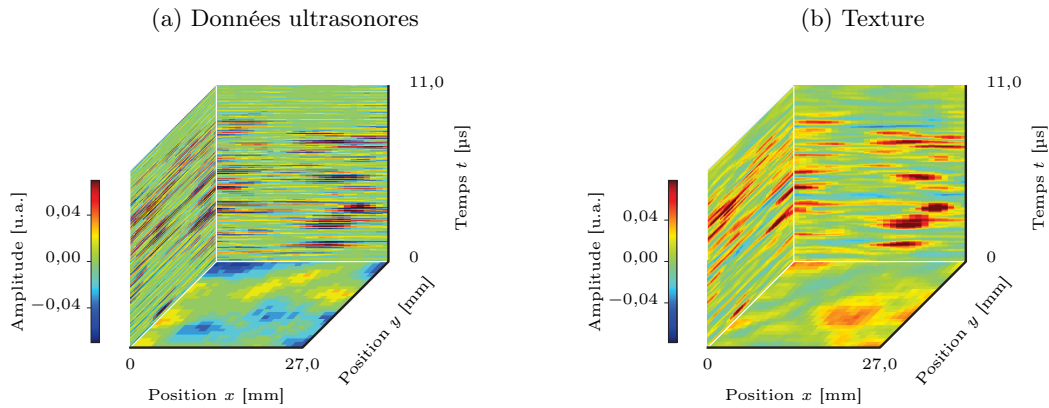 (a) Données ultrasonores
11,0
Temps t [µs]
0
Amplitude [u.a.]
0,04
0,00
−0,04
0
27,0
Position x [mm]
Position y [mm]
(b) Texture
11,0
Temps t [µs]
0
Amplitude [u.a.]
0,04
0,00
−0,04
0
27,0
Position x [mm]
Position y [mm]